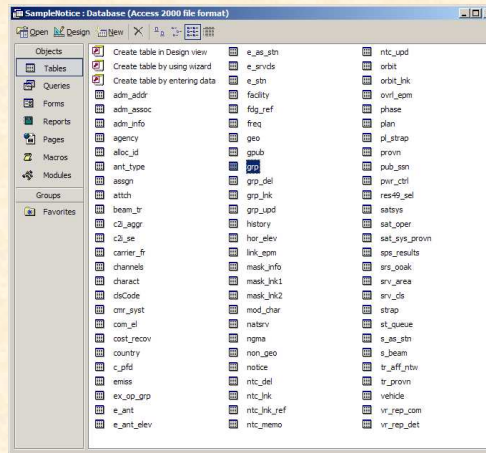 SampleNotice : Database (Access 2000 file format)
Open Design New
Objects
Tables
Queries
Forms
Reports
Pages
Macros
Modules
Groups
Favorites
Create table in Design view
Create table by using wizard
Create table by entering data
adm_addr
adm_assoc
adm_info
agency
alloc_id
ant_type
assgn
attch
beam_tr
c2i_aggr
c2i_se
carrier_fr
channels
charact
clsCode
cmr_syst
com_el
cost_recov
country
c_pfd
emiss
ex_op_grp
e_ant
e_ant_elev
e_as_stn
e_srvcls
e_stn
facility
fdg_ref
freq
geo
gpub
grp
grp_del
grp_lnk
grp_upd
history
hor_elev
link_epm
mask_info
mask_lnk1
mask_lnk2
mod_char
natsrv
ngma
non_geo
notice
ntc_del
ntc_lnk
ntc_lnk_ref
ntc_memo
ntc_upd
orbit
orbit_lnk
ovrl_epm
phase
plan
pl_strap
provn
pub_ssn
pwr_ctrl
res49_sel
satsys
sat_oper
sat_sys_provn
sps_results
srs_ooak
srv_area
srv_cls
strap
st_queue
s_as_stn
s_beam
tr_aff_ntw
tr_provn
vehicle
vr_rep_com
vr_rep_det